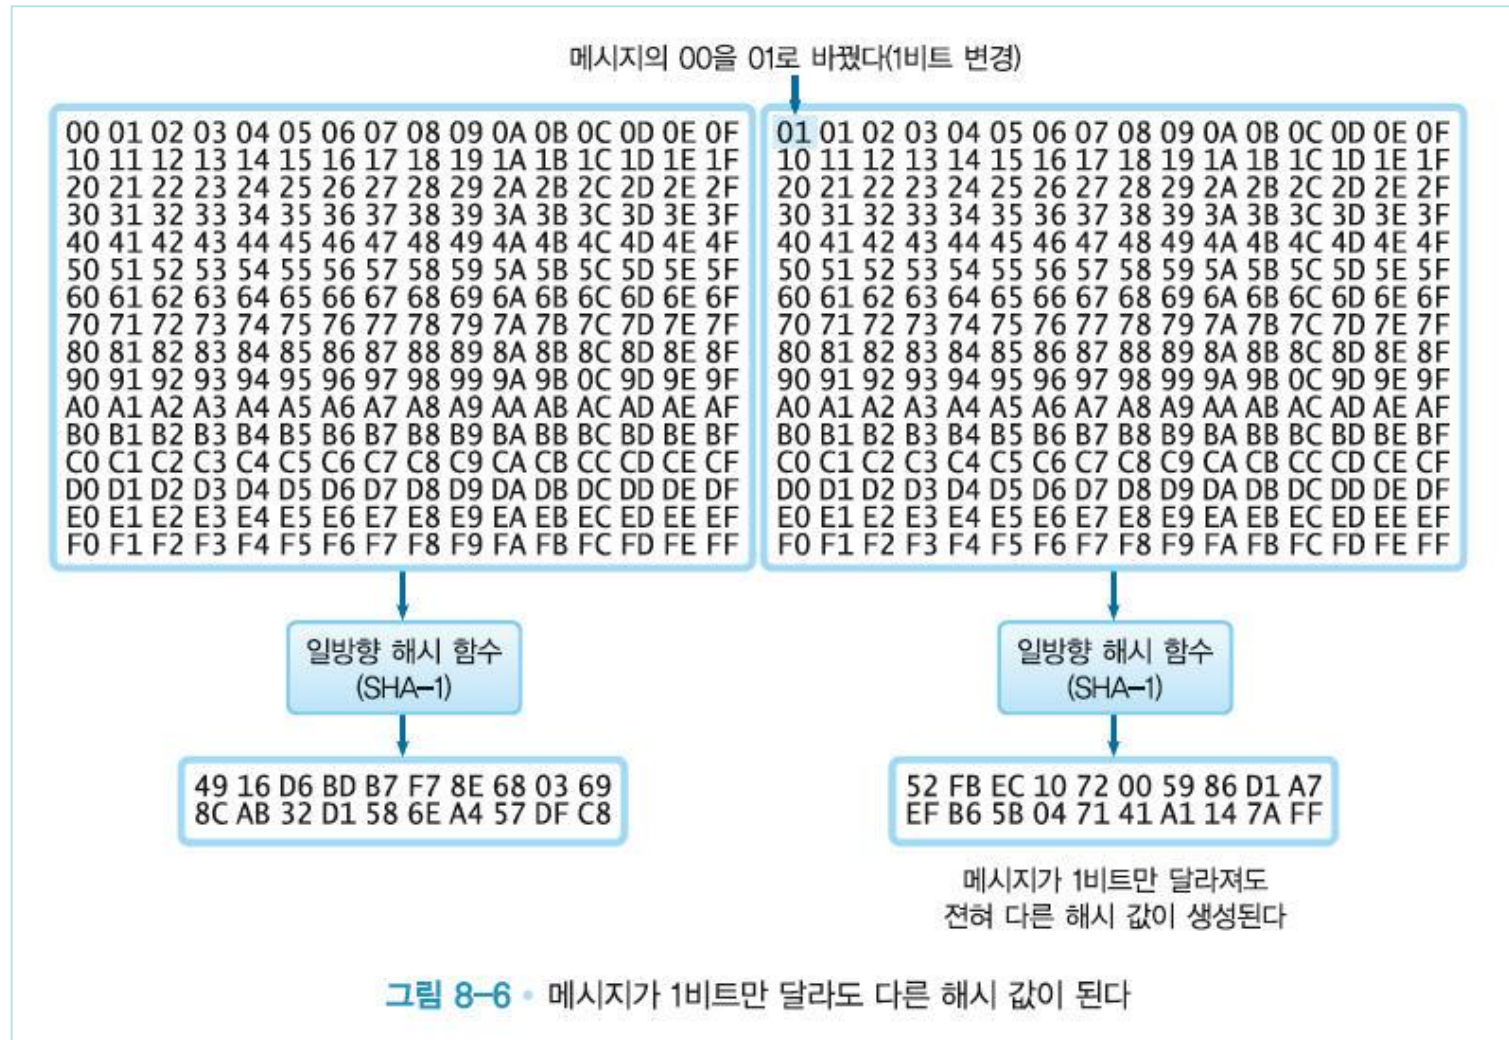 메시지의 00을 01로 바꿨다(1비트 변경)
00 01 02 03 04 05 06 07 08 09 0A 0B 0C 0D 0E 0F
10 11 12 13 14 15 16 17 18 19 1A 1B 1C 1D 1E 1F
20 21 22 23 24 25 26 27 28 29 2A 2B 2C 2D 2E 2F
30 31 32 33 34 35 36 37 38 39 3A 3B 3C 3D 3E 3F
40 41 42 43 44 45 46 47 48 49 4A 4B 4C 4D 4E 4F
50 51 52 53 54 55 56 57 58 59 5A 5B 5C 5D 5E 5F
60 61 62 63 64 65 66 67 68 69 6A 6B 6C 6D 6E 6F
70 71 72 73 74 75 76 77 78 79 7A 7B 7C 7D 7E 7F
80 81 82 83 84 85 86 87 88 89 8A 8B 8C 8D 8E 8F
90 91 92 93 94 95 96 97 98 99 9A 9B 0C 9D 9E 9F
A0 A1 A2 A3 A4 A5 A6 A7 A8 A9 AA AB AC AD AE AF
B0 B1 B2 B3 B4 B5 B6 B7 B8 B9 BA BB BC BD BE BF
C0 C1 C2 C3 C4 C5 C6 C7 C8 C9 CA CB CC CD CE CF
D0 D1 D2 D3 D4 D5 D6 D7 D8 D9 DA DB DC DD DE DF
E0 E1 E2 E3 E4 E5 E6 E7 E8 E9 EA EB EC ED EE EF
F0 F1 F2 F3 F4 F5 F6 F7 F8 F9 FA FB FC FD FE FF
01 01 02 03 04 05 06 07 08 09 0A 0B 0C 0D 0E 0F
10 11 12 13 14 15 16 17 18 19 1A 1B 1C 1D 1E 1F
20 21 22 23 24 25 26 27 28 29 2A 2B 2C 2D 2E 2F
30 31 32 33 34 35 36 37 38 39 3A 3B 3C 3D 3E 3F
40 41 42 43 44 45 46 47 48 49 4A 4B 4C 4D 4E 4F
50 51 52 53 54 55 56 57 58 59 5A 5B 5C 5D 5E 5F
60 61 62 63 64 65 66 67 68 69 6A 6B 6C 6D 6E 6F
70 71 72 73 74 75 76 77 78 79 7A 7B 7C 7D 7E 7F
80 81 82 83 84 85 86 87 88 89 8A 8B 8C 8D 8E 8F
90 91 92 93 94 95 96 97 98 99 9A 9B 0C 9D 9E 9F
A0 A1 A2 A3 A4 A5 A6 A7 A8 A9 AA AB AC AD AE AF
B0 B1 B2 B3 B4 B5 B6 B7 B8 B9 BA BB BC BD BE BF
C0 C1 C2 C3 C4 C5 C6 C7 C8 C9 CA CB CC CD CE CF
D0 D1 D2 D3 D4 D5 D6 D7 D8 D9 DA DB DC DD DE DF
E0 E1 E2 E3 E4 E5 E6 E7 E8 E9 EA EB EC ED EE EF
F0 F1 F2 F3 F4 F5 F6 F7 F8 F9 FA FB FC FD FE FF
일방향 해시 함수
(SHA-1)
일방향 해시 함수
(SHA-1)
49 16 D6 BD B7 F7 8E 68 03 69
8C AB 32 D1 58 6E A4 57 DF C8
52 FB EC 10 72 00 59 86 D1 A7
EF B6 5B 04 71 41 A1 14 7A FF
메시지가 1비트만 달라져도
젼혀 다른 해시 값이 생성된다
그림 8-6 • 메시지가 1비트만 달라도 다른 해시 값이 된다